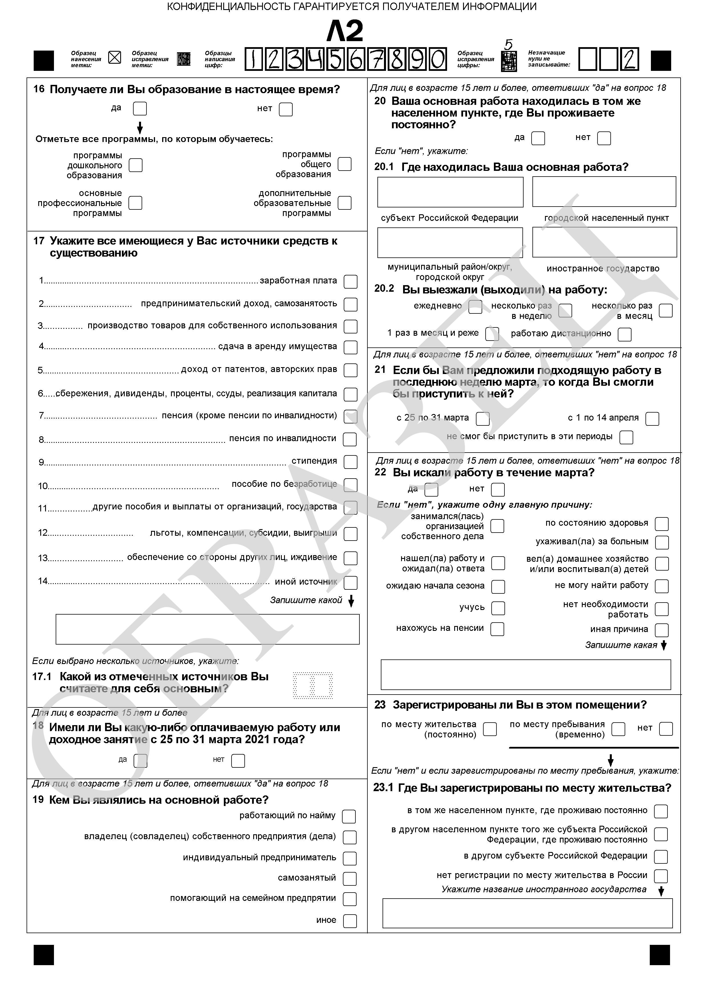 КОНФИДЕНЦИАЛЬНОСТЬ ГАРАНТИРУЕТСЯ ПОЛУЧАТЕЛЕМ ИНФОРМАЦИИ
Л2
Образец
нанесения
метки:
Образец
исправления
метки:
Образцы
написания
цифр:
1 2 3 4 5 6 7 8 9 0
Образец
исправления
цифры:
5
Незначащие
нули не
записывайте:
2
16 Получаете ли Вы образование в настоящее время?
да нет
Отметьте все программы, по которым обучаетесь:
программы
дошкольного
образования
программы
общего
образования
основные
профессиональные
программы
дополнительные
образовательные
программы
17 Укажите все имеющиеся у Вас источники средств к
существованию
1...заработная плата
2... предпринимательский доход, самозанятость
3... производство товаров для собственного использования
4... сдача в аренду имущества
5... доход от патентов, авторских прав
6...сбережения, дивиденды, проценты, ссуды, реализация капитала
7... пенсия (кроме пенсии по инвалидности)
8... пенсия по инвалидности
9... стипендия
10... пособие по безработице
11...другие пособия и выплаты от организаций, государства
12... льготы, компенсации, субсидии, выигрыши
13... обеспечение со стороны других лиц, иждивение
14... иной источник
Запишите какой
Если выбрано несколько источников, укажите:
17.1 Какой из отмеченных источников Вы
считаете для себя основным?
Для лиц в возрасте 15 лет и более
18 Имели ли Вы какую-либо оплачиваемую работу или
доходное занятие с 25 по 31 марта 2021 года?
да нет
Для лиц в возрасте 15 лет и более, ответивших "да" на вопрос 18
19 Кем Вы являлись на основной работе?
работающий по найму
владелец (совладелец) собственного предприятия (дела)
индивидуальный предприниматель
самозанятый
помогающий на семейном предпрятии
иное
Для лиц в возрасте 15 лет и более, ответивших "да" на вопрос 18
20 Ваша основная работа находилась в том же
населенном пункте, где Вы проживаете
постоянно?
да нет
Если "нет", укажите:
20.1 Где находилась Ваша основная работа?
субъект Российской Федерации городской населенный пункт
муниципальный район/округ,
городской округ
иностранное государство
20.2 Вы выезжали (выходили) на работу:
ежедневно
несколько раз
в неделю
несколько раз
в месяц
1 раз в месяц и реже работаю дистанционно
Для лиц в возрасте 15 лет и более, ответивших "нет" на вопрос 18
21 Если бы Вам предложили подходящую работу в
последнюю неделю марта, то когда Вы смогли
бы приступить к ней?
с 25 по 31 марта с 1 по 14 апреля
не смог бы приступить в эти периоды
Для лиц в возрасте 15 лет и более, ответивших "нет" на вопрос 18
22 Вы искали работу в течение марта?
да нет
Если "нет", укажите одну главную причину:
занимался(лась)
организацией
собственного дела
по состоянию здоровья
ухаживал(ла) за больным
нашел(ла) работу и
ожидал(ла) ответа
вел(а) домашнее хозяйство
и/или воспитывал(а) детей
ожидаю начала сезона
не могу найти работу
учусь
нет необходимости
работать
нахожусь на пенсии
иная причина
Запишите какая
23 Зарегистрированы ли Вы в этом помещении?
по месту жительства
(постоянно)
по месту пребывания
(временно)
нет
Если "нет" и если зарегистрированы по месту пребывания, укажите:
23.1 Где Вы зарегистрированы по месту жительства?
в том же населенном пункте, где проживаю постоянно
в другом населенном пункте того же субъекта Российской
Федерации, где проживаю постоянно
в другом субъекте Российской Федерации
нет регистрации по месту жительства в России
Укажите название иностранного государства
ОБРАЗЕЦ